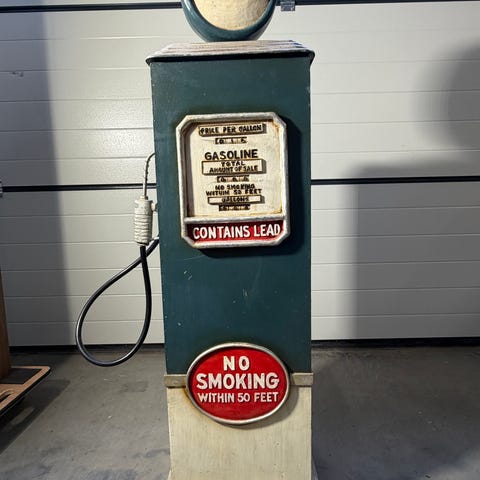 PRICE PER GALLON
GASOLINE
TOTAL
AMOUNT OF SALE
NO SMOKING
WITHIN 50 FEET
GALLONS
CONTAINS LEAD
NO
SMOKING
WITHIN 50 FEET